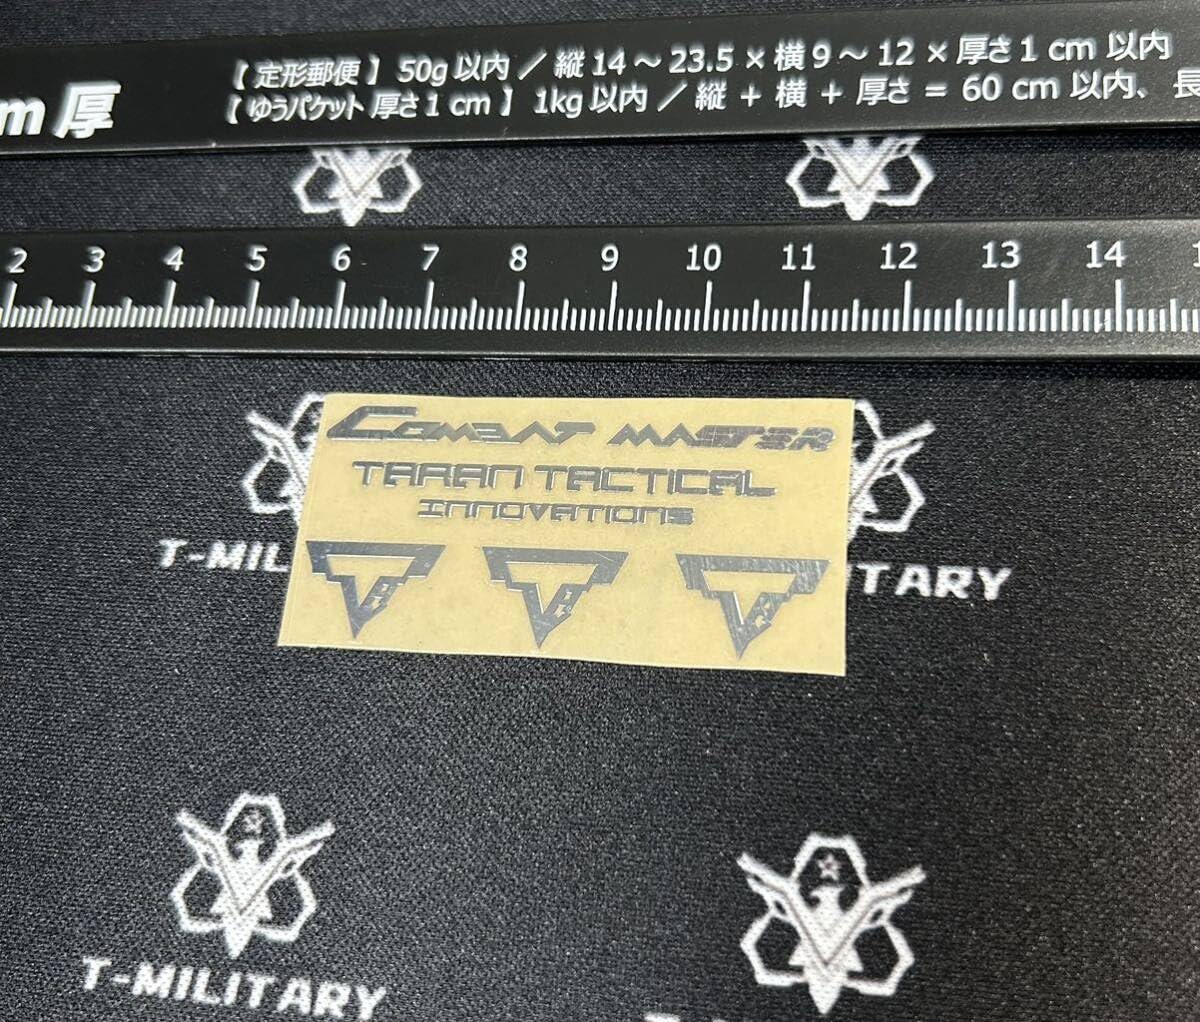 【 定形郵便 】 50g 以内 ／ 縦 14 ～ 23.5 × 横 9 ～ 12 × 厚さ 1 cm 以内
【 ゆうパケット 厚さ 1 cm 】 1kg 以内 ／ 縦 ＋ 横 ＋ 厚さ ＝ 60 cm 以内、長
m 厚
2 3 4 5 6 7 8 9 10 11 12 13 14
COMBAT MASTER
TARAN TACTICAL
INNOVATIONS
T-MIL
ITARY
T-MILITARY